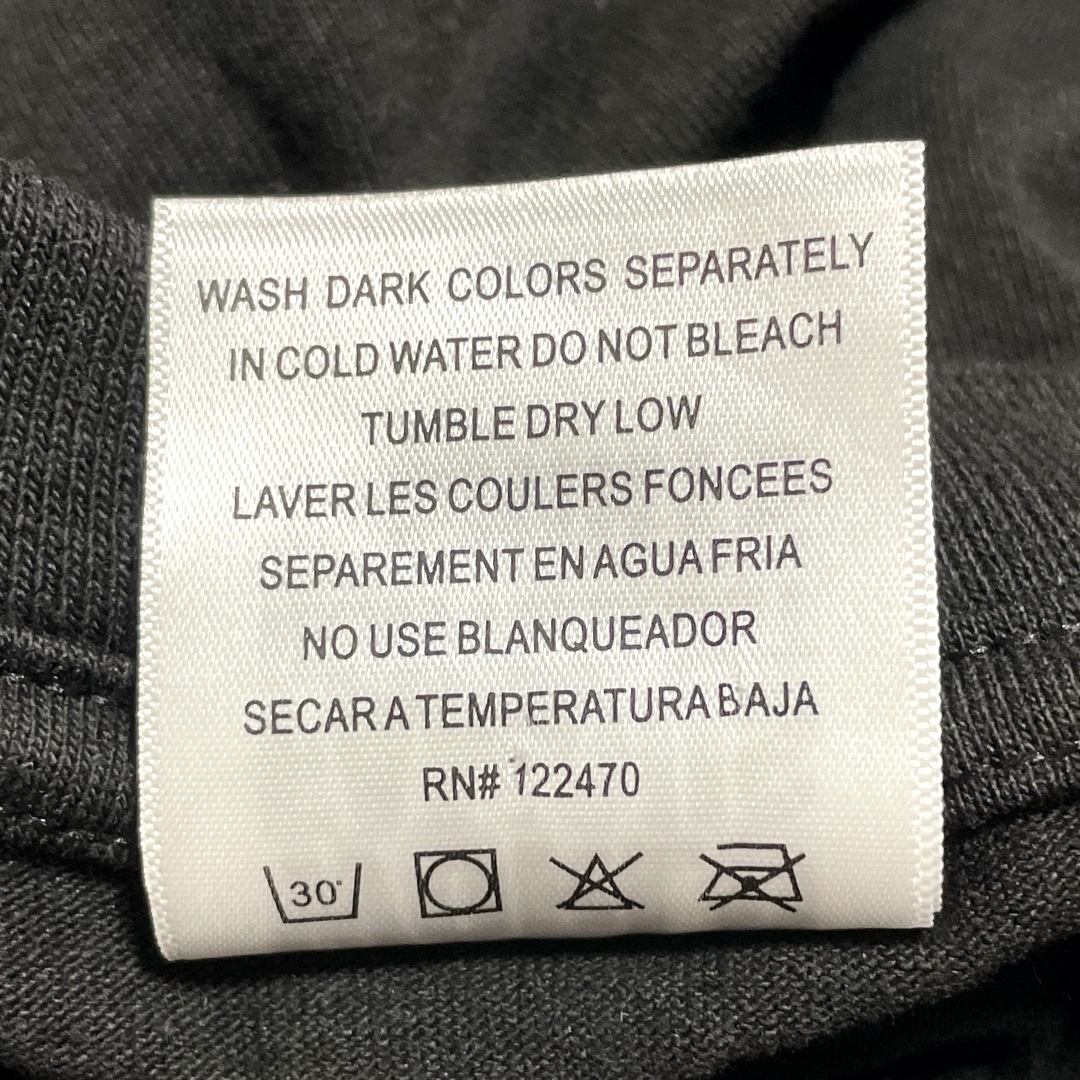 WASH DARK COLORS SEPARATELY
IN COLD WATER DO NOT BLEACH
TUMBLE DRY LOW
LAVER LES COULERS FONCEES
SEPAREMENT EN AGUA FRIA
NO USE BLANQUEADOR
SECAR A TEMPERATURA BAJA
RN# 122470
30°